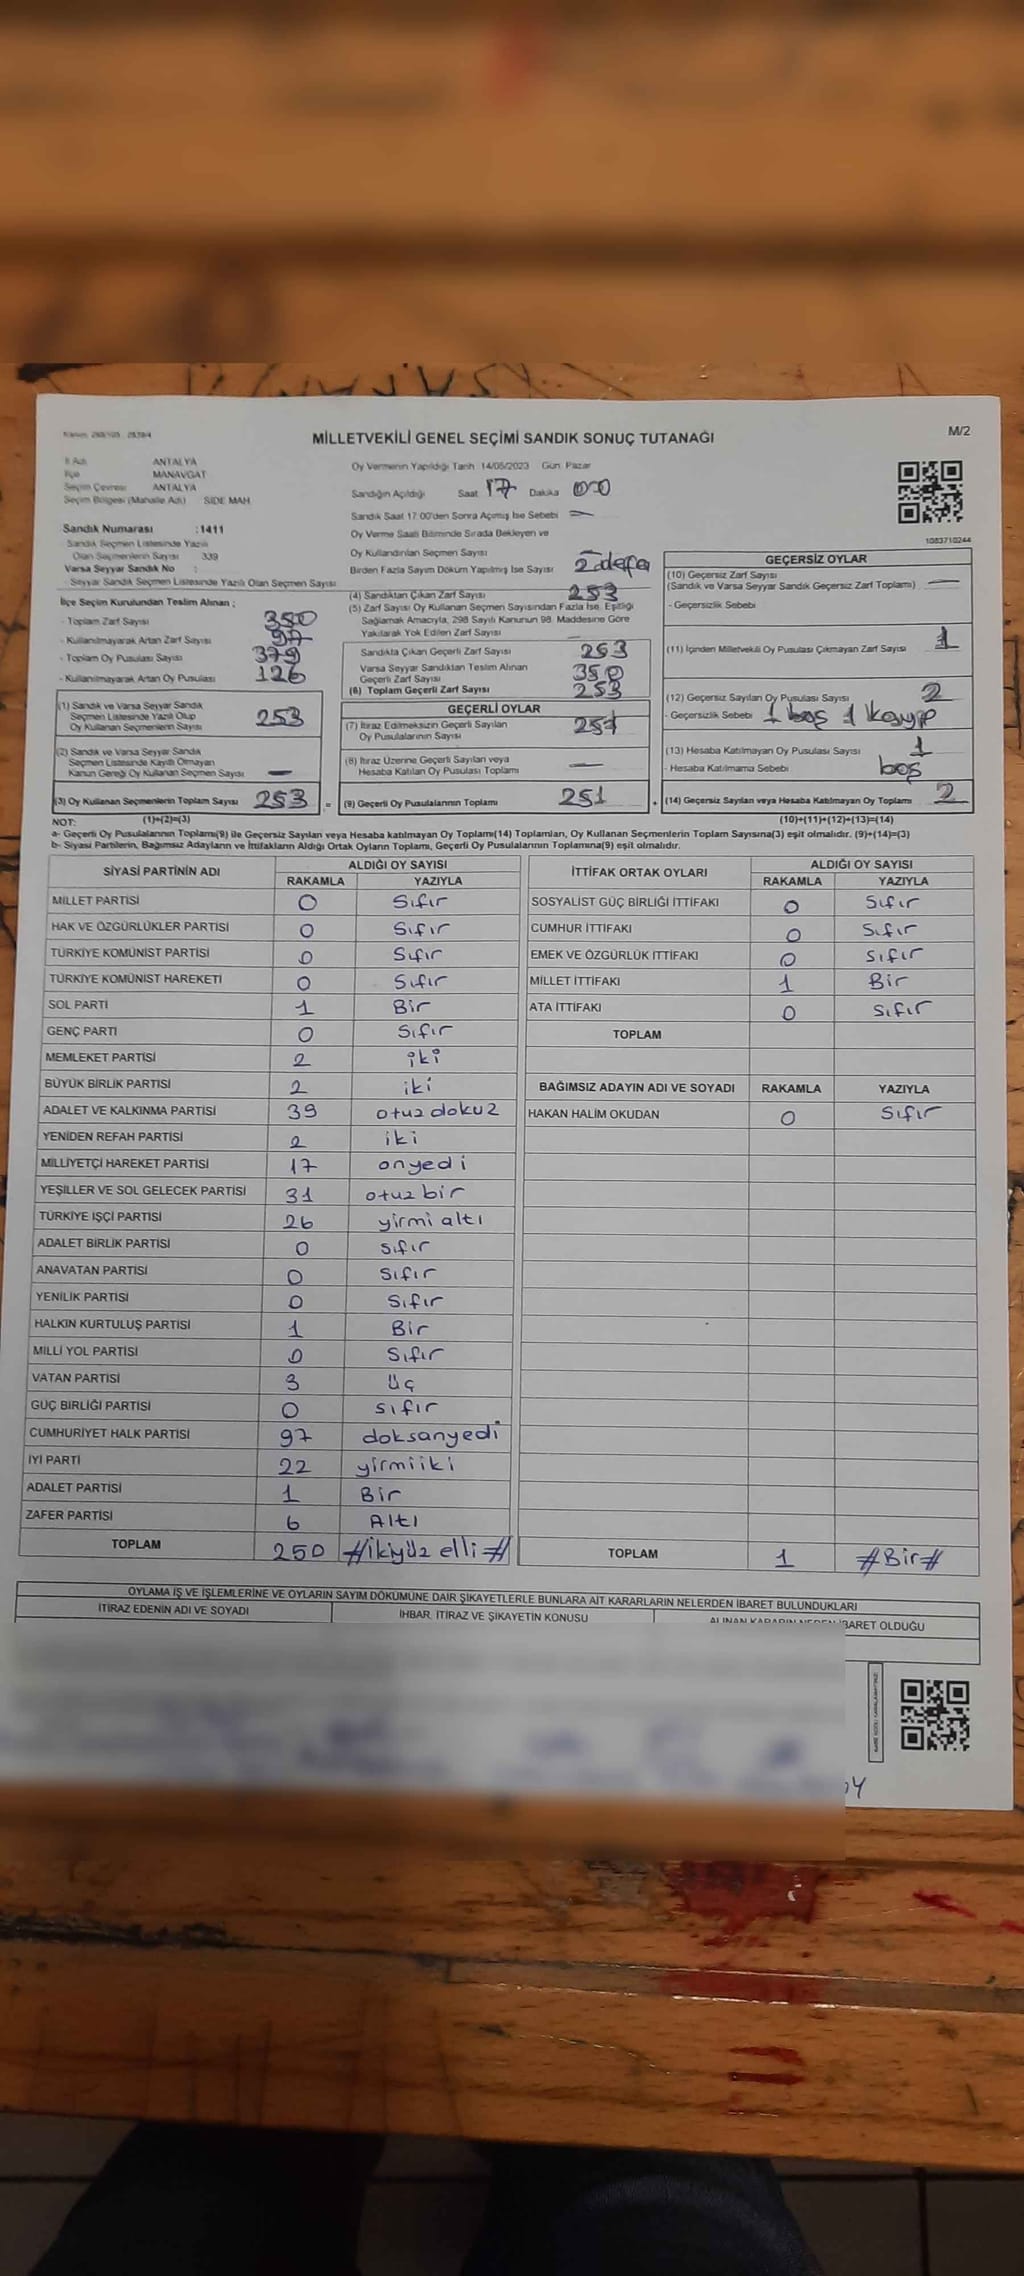 MİLLETVEKİLİ GENEL SEÇİMİ SANDIK SONUÇ TUTANAĞI
M/2
İl Adı ANTALYA
İlçe MANAVGAT
Seçim Çevresi ANTALYA
Seçim Bölgesi (Mahalle Adı) SIDE MAH
Sandık Numarası :1411
Sandık Seçmen Listesinde Yazılı
Olan Seçmenlerin Sayısı 339
Varsa Seyyar Sandık No :
Seyyar Sandık Seçmen Listesinde Yazılı Olan Seçmen Sayısı
Oy Vermenin Yapıldığı Tarih 14/05/2023 Gün Pazar
Sandığın Açıldığı Saat 17 Dakika 00
Sandık Saat 17:00'den Sonra Açılmış İse Sebebi —
Oy Verme Saati Bitiminde Sırada Bekleyen ve
Oy Kullandırılan Seçmen Sayısı
Birden Fazla Sayım Döküm Yapılmış İse Sayısı 2 defa
1083710244
İlçe Seçim Kurulundan Teslim Alınan ;
- Toplam Zarf Sayısı 350
- Kullanılmayarak Artan Zarf Sayısı 97
- Toplam Oy Pusulası Sayısı 379
- Kullanılmayarak Artan Oy Pusulası 126
(1) Sandık ve Varsa Seyyar Sandık
Seçmen Listesinde Yazılı Olup
Oy Kullanan Seçmenlerin Sayısı 253
(2) Sandık ve Varsa Seyyar Sandık
Seçmen Listesinde Kayıtlı Olmayan
Kanun Gereği Oy Kullanan Seçmen Sayısı —
(3) Oy Kullanan Seçmenlerin Toplam Sayısı 253 =
(4) Sandıktan Çıkan Zarf Sayısı 253
(5) Zarf Sayısı Oy Kullanan Seçmen Sayısından Fazla İse, Eşitliği
Sağlamak Amacıyla, 298 Sayılı Kanunun 98. Maddesine Göre
Yakılarak Yok Edilen Zarf Sayısı —
Sandıkta Çıkan Geçerli Zarf Sayısı 253
Varsa Seyyar Sandıktan Teslim Alınan
Geçerli Zarf Sayısı 350
(6) Toplam Geçerli Zarf Sayısı 253
GEÇERLİ OYLAR
(7) İtiraz Edilmeksizin Geçerli Sayılan
Oy Pusulalarının Sayısı 251
(8) İtiraz Üzerine Geçerli Sayılan veya
Hesaba Katılan Oy Pusulası Toplamı —
(9) Geçerli Oy Pusulalarının Toplamı 251 +
GEÇERSİZ OYLAR
(10) Geçersiz Zarf Sayısı
(Sandık ve Varsa Seyyar Sandık Geçersiz Zarf Toplamı) —
- Geçersizlik Sebebi
(11) İçinden Milletvekili Oy Pusulası Çıkmayan Zarf Sayısı 1
(12) Geçersiz Sayılan Oy Pusulası Sayısı 2
- Geçersizlik Sebebi 1 boş 1 kayıp
(13) Hesaba Katılmayan Oy Pusulası Sayısı 1
- Hesaba Katılmama Sebebi boş
(14) Geçersiz Sayılan veya Hesaba Katılmayan Oy Toplamı 2
NOT: (1)+(2)=(3) (10)+(11)+(12)+(13)=(14)
a- Geçerli Oy Pusulalarının Toplamı(9) ile Geçersiz Sayılan veya Hesaba katılmayan Oy Toplamı(14) Toplamları, Oy Kullanan Seçmenlerin Toplam Sayısına(3) eşit olmalıdır. (9)+(14)=(3)
b- Siyasi Partilerin, Bağımsız Adayların ve İttifakların Aldığı Ortak Oyların Toplamı, Geçerli Oy Pusulalarının Toplamına(9) eşit olmalıdır.
SİYASİ PARTİNİN ADI ALDIĞI OY SAYISI
RAKAMLA YAZIYLA
MİLLET PARTİSİ 0 Sıfır
HAK VE ÖZGÜRLÜKLER PARTİSİ 0 Sıfır
TÜRKİYE KOMÜNİST PARTİSİ 0 Sıfır
TÜRKİYE KOMÜNİST HAREKETİ 0 Sıfır
SOL PARTİ 1 Bir
GENÇ PARTİ 0 Sıfır
MEMLEKET PARTİSİ 2 iki
BÜYÜK BİRLİK PARTİSİ 2 iki
ADALET VE KALKINMA PARTİSİ 39 otuz dokuz
YENİDEN REFAH PARTİSİ 2 iki
MİLLİYETÇİ HAREKET PARTİSİ 17 onyedi
YEŞİLLER VE SOL GELECEK PARTİSİ 31 otuz bir
TÜRKİYE İŞÇİ PARTİSİ 26 yirmi altı
ADALET BİRLİK PARTİSİ 0 sıfır
ANAVATAN PARTİSİ 0 Sıfır
YENİLİK PARTİSİ 0 Sıfır
HALKIN KURTULUŞ PARTİSİ 1 Bir
MİLLİ YOL PARTİSİ 0 Sıfır
VATAN PARTİSİ 3 üç
GÜÇ BİRLİĞİ PARTİSİ 0 sıfır
CUMHURİYET HALK PARTİSİ 97 doksanyedi
İYİ PARTİ 22 yirmiiki
ADALET PARTİSİ 1 Bir
ZAFER PARTİSİ 6 Altı
TOPLAM 250 #ikiyüz elli#
İTTİFAK ORTAK OYLARI ALDIĞI OY SAYISI
RAKAMLA YAZIYLA
SOSYALİST GÜÇ BİRLİĞİ İTTİFAKI 0 Sıfır
CUMHUR İTTİFAKI 0 Sıfır
EMEK VE ÖZGÜRLÜK İTTİFAKI 0 sıfır
MİLLET İTTİFAKI 1 Bir
ATA İTTİFAKI 0 sıfır
TOPLAM
BAĞIMSIZ ADAYIN ADI VE SOYADI RAKAMLA YAZIYLA
HAKAN HALİM OKUDAN 0 Sıfır
TOPLAM 1 #Bir#
OYLAMA İŞ VE İŞLEMLERİNE VE OYLARIN SAYIM DÖKÜMÜNE DAİR ŞİKAYETLERLE BUNLARA AİT KARARLARIN NELERDEN İBARET BULUNDUKLARI
İTİRAZ EDENİN ADI VE SOYADI İHBAR, İTİRAZ VE ŞİKAYETİN KONUSU ALINAN KARARIN NEDEN İBARET OLDUĞU